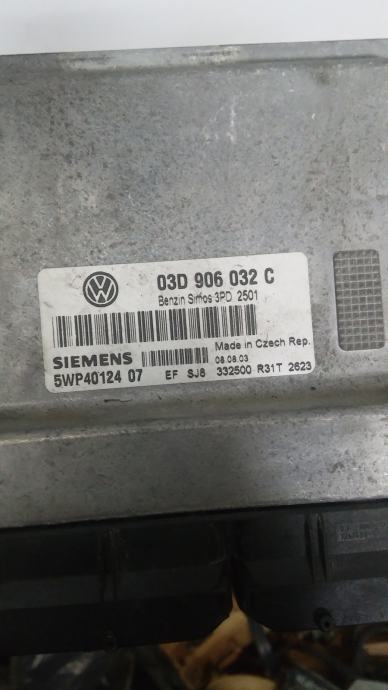 03D 906 032 C
Benzin Simos 3PD 2501
Made in Czech Rep.
SIEMENS 08.08.03
5WP40124 07 EF SJ6 332500 R31T 2623